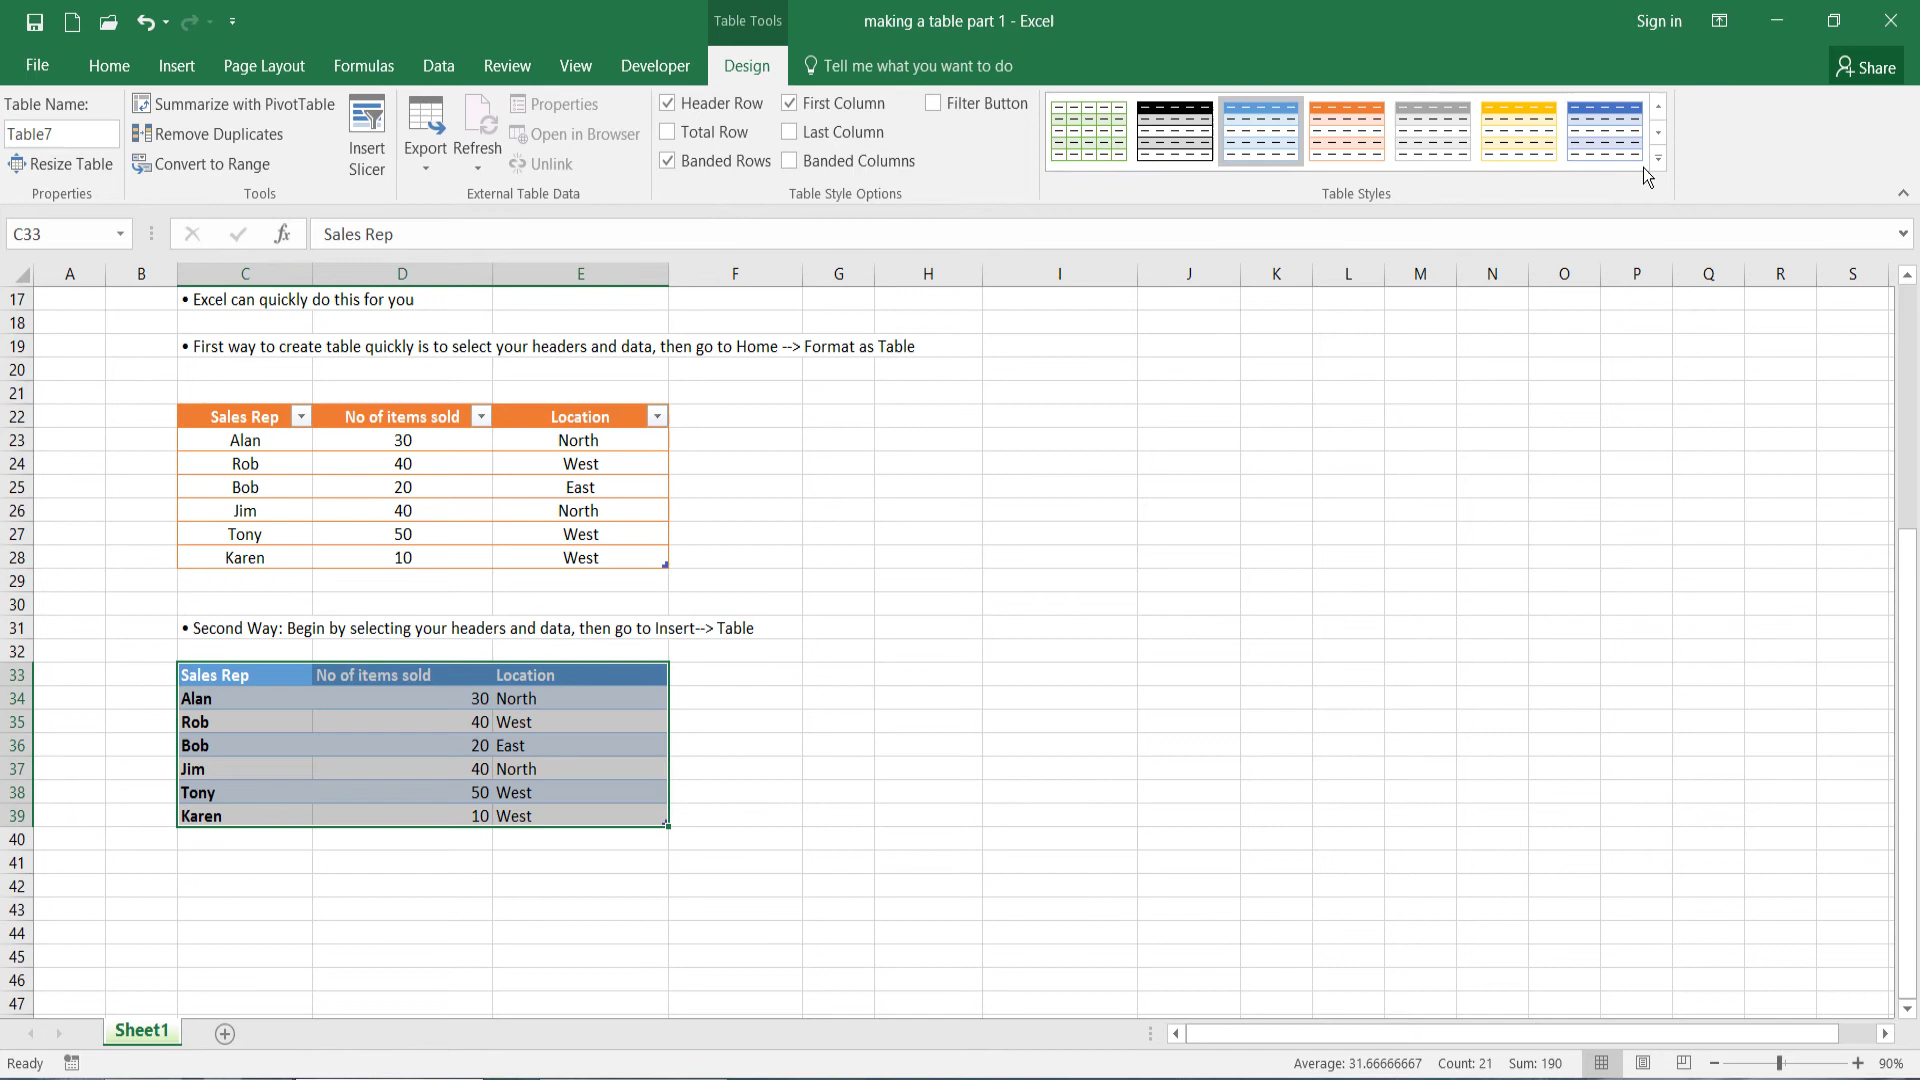 Table Tools
making a table part 1 - Excel
Sign in
File Home Insert Page Layout Formulas Data Review View Developer Design Tell me what you want to do Share
Table Name:
Table7
Resize Table
Properties
Summarize with PivotTable
Remove Duplicates
Convert to Range
Tools
Insert
Slicer
Export Refresh
Properties
Open in Browser
Unlink
External Table Data
Header Row First Column Filter Button
Total Row Last Column
Banded Rows Banded Columns
Table Style Options
Table Styles
C33 fx Sales Rep
A B C D E F G H I J K L M N O P Q R S
17 • Excel can quickly do this for you
18
19 • First way to create table quickly is to select your headers and data, then go to Home --> Format as Table
20
21
22 Sales Rep No of items sold Location
23 Alan 30 North
24 Rob 40 West
25 Bob 20 East
26 Jim 40 North
27 Tony 50 West
28 Karen 10 West
29
30
31 • Second Way: Begin by selecting your headers and data, then go to Insert--> Table
32
33 Sales Rep No of items sold Location
34 Alan 30 North
35 Rob 40 West
36 Bob 20 East
37 Jim 40 North
38 Tony 50 West
39 Karen 10 West
40
41
42
43
44
45
46
47
Sheet1
Ready Average: 31.66666667 Count: 21 Sum: 190 90%